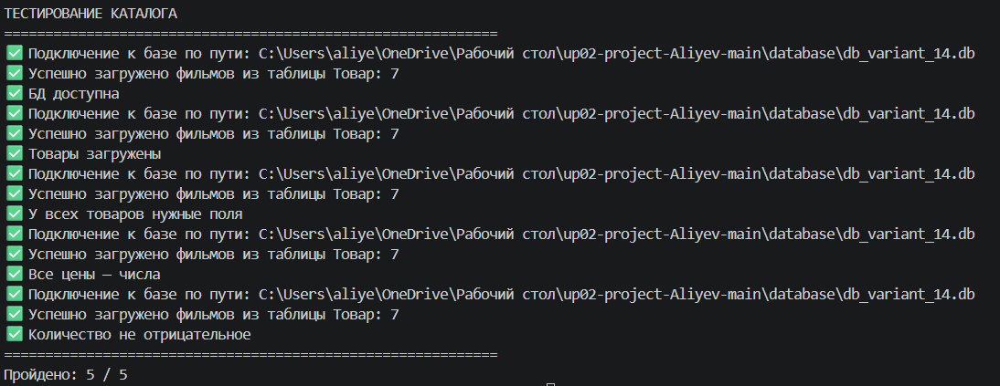 ТЕСТИРОВАНИЕ КАТАЛОГА
============================================================
✅ Подключение к базе по пути: C:\Users\aliye\OneDrive\Рабочий стол\up02-project-Aliyev-main\database\db_variant_14.db
✅ Успешно загружено фильмов из таблицы Товар: 7
✅ БД доступна
✅ Подключение к базе по пути: C:\Users\aliye\OneDrive\Рабочий стол\up02-project-Aliyev-main\database\db_variant_14.db
✅ Успешно загружено фильмов из таблицы Товар: 7
✅ Товары загружены
✅ Подключение к базе по пути: C:\Users\aliye\OneDrive\Рабочий стол\up02-project-Aliyev-main\database\db_variant_14.db
✅ Успешно загружено фильмов из таблицы Товар: 7
✅ У всех товаров нужные поля
✅ Подключение к базе по пути: C:\Users\aliye\OneDrive\Рабочий стол\up02-project-Aliyev-main\database\db_variant_14.db
✅ Успешно загружено фильмов из таблицы Товар: 7
✅ Все цены — числа
✅ Подключение к базе по пути: C:\Users\aliye\OneDrive\Рабочий стол\up02-project-Aliyev-main\database\db_variant_14.db
✅ Успешно загружено фильмов из таблицы Товар: 7
✅ Количество не отрицательное
============================================================
Пройдено: 5 / 5